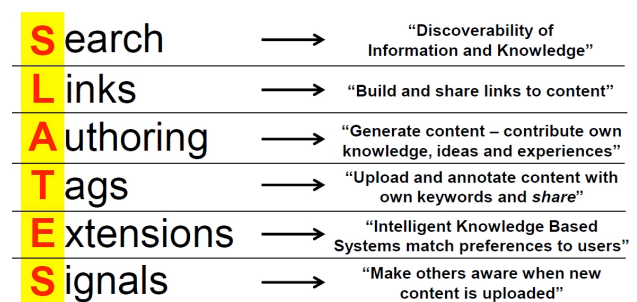 Search
“Discoverability of
Information and Knowledge”
Links
“Build and share links to content”
Authoring
“Generate content – contribute own
knowledge, ideas and experiences”
Tags
“Upload and annotate content with
own keywords and share”
Extensions
“Intelligent Knowledge Based
Systems match preferences to users”
Signals
“Make others aware when new
content is uploaded”